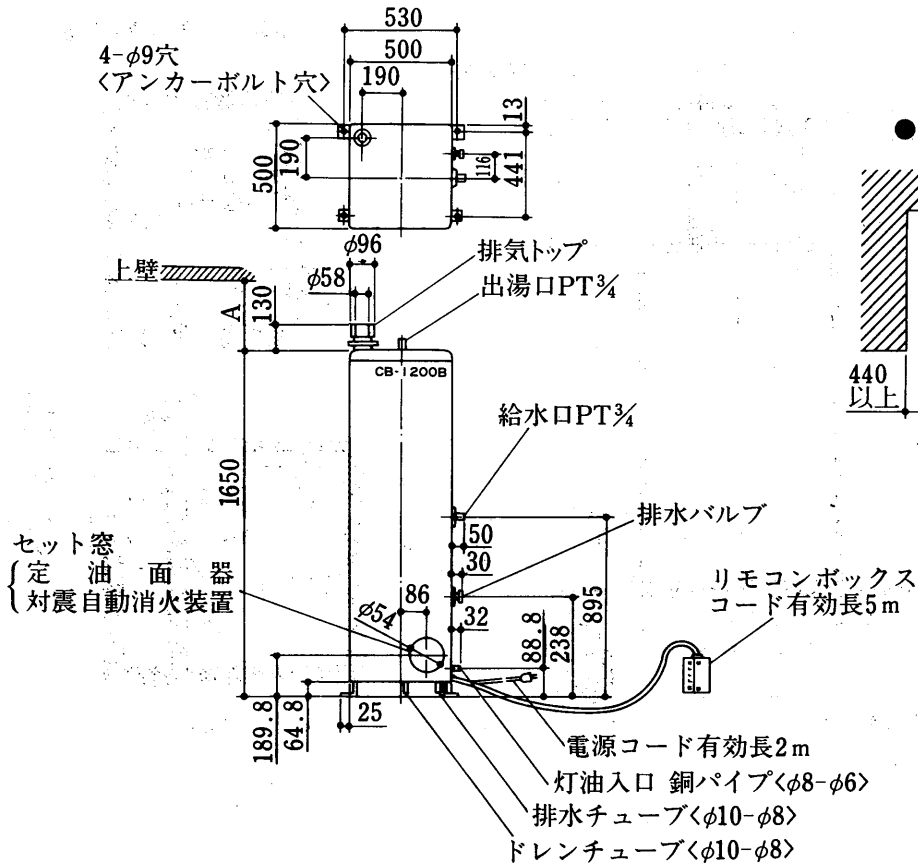 530
4-φ9穴
〈アンカーボルト穴〉
500
190
13
190
500
116
441
φ96
排気トップ
上壁
φ58
出湯口PT¾
A
130
CB-1200B
440
以上
給水口PT¾
1650
50
排水バルブ
30
セット窓
定油面器
対震自動消火装置
86
リモコンボックス
コード有効長5m
φ54
32
88.8
238
895
189.8
64.8
25
電源コード有効長2m
灯油入口 銅パイプ〈φ8-φ6〉
排水チューブ〈φ10-φ8〉
ドレンチューブ〈φ10-φ8〉